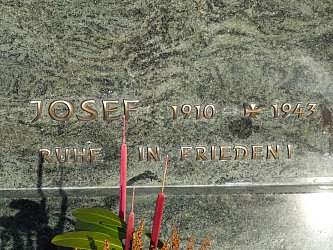 JOSEF 1910 - ✠ 1943
RUHE IN FRIEDEN!